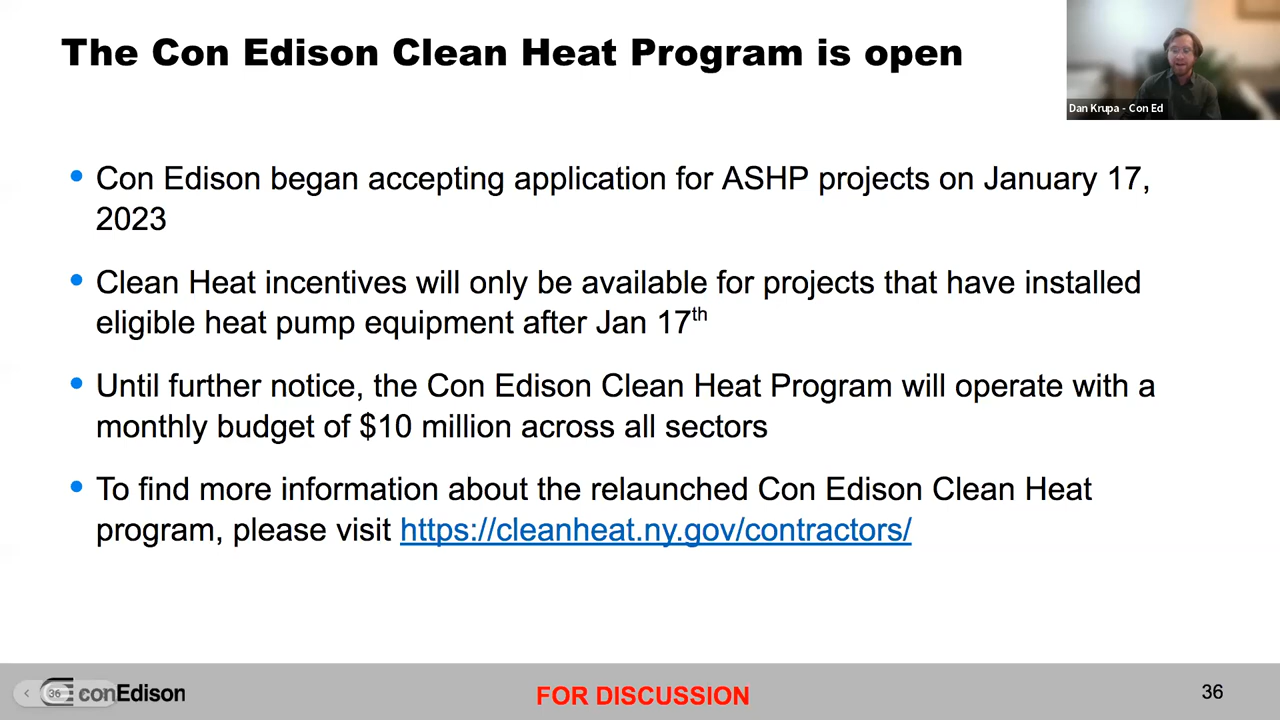 The Con Edison Clean Heat Program is open
Dan Krupa - Con Ed
• Con Edison began accepting application for ASHP projects on January 17,
2023
• Clean Heat incentives will only be available for projects that have installed
eligible heat pump equipment after Jan 17th
• Until further notice, the Con Edison Clean Heat Program will operate with a
monthly budget of $10 million across all sectors
• To find more information about the relaunched Con Edison Clean Heat
program, please visit https://cleanheat.ny.gov/contractors/
36
conEdison
FOR DISCUSSION
36